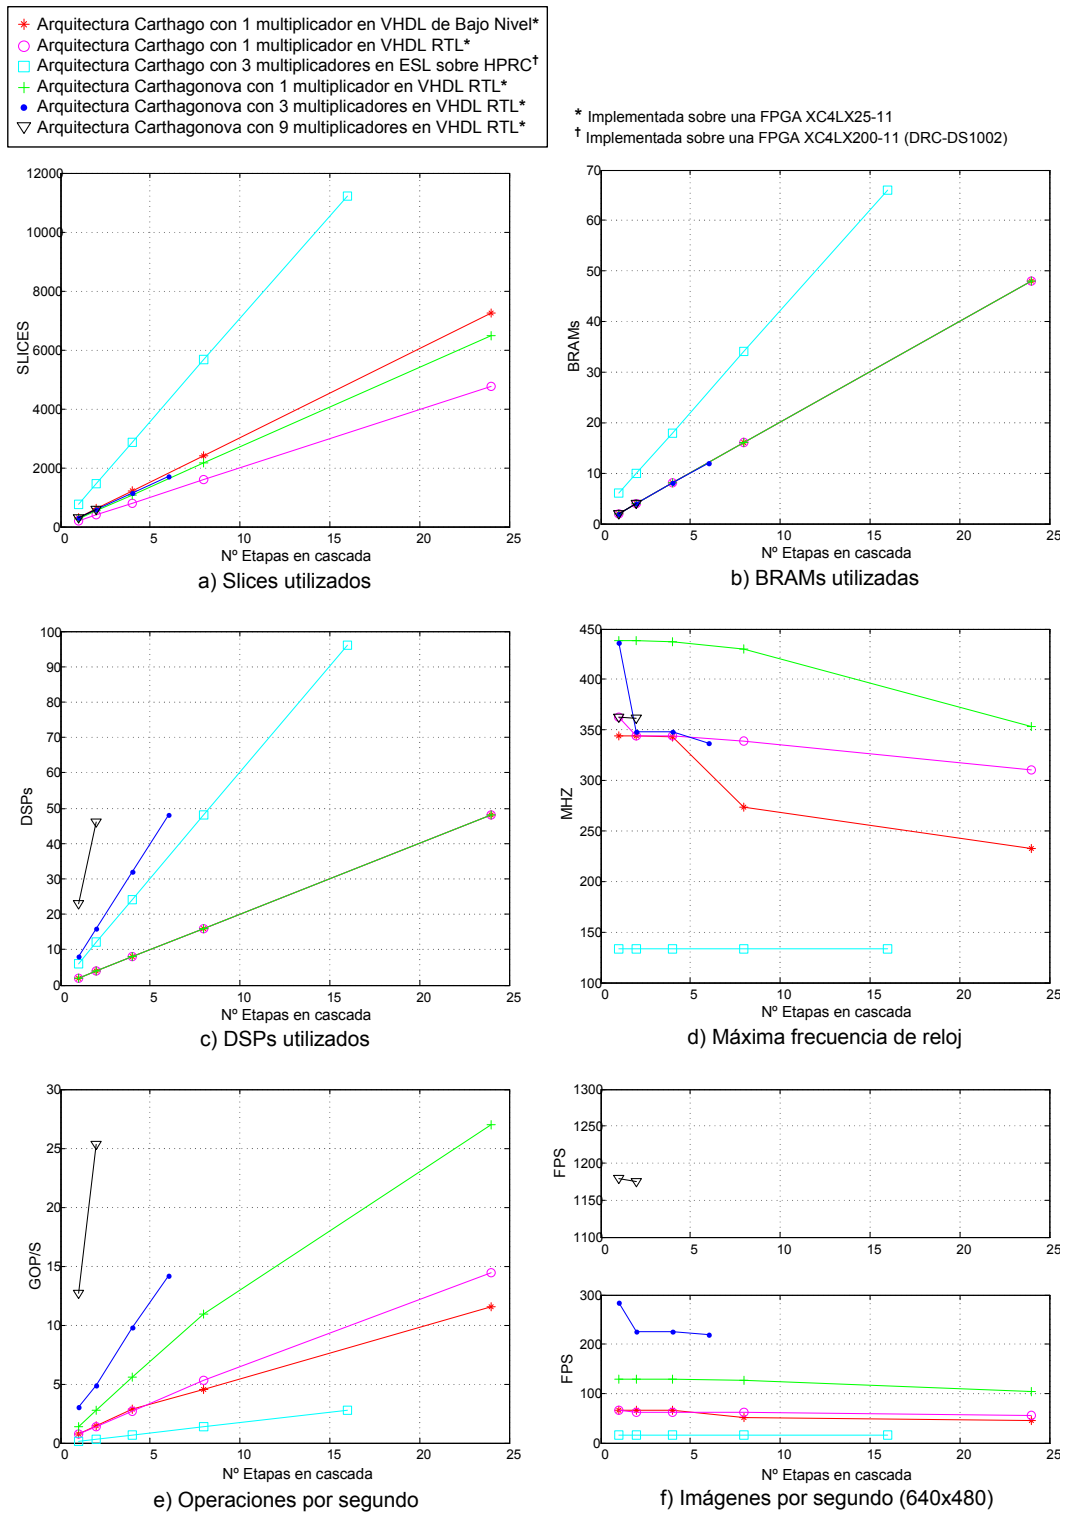 Arquitectura Carthago con 1 multiplicador en VHDL de Bajo Nivel*
Arquitectura Carthago con 1 multiplicador en VHDL RTL*
Arquitectura Carthago con 3 multiplicadores en ESL sobre HPRC†
Arquitectura Carthagonova con 1 multiplicador en VHDL RTL*
Arquitectura Carthagonova con 3 multiplicadores en VHDL RTL*
Arquitectura Carthagonova con 9 multiplicadores en VHDL RTL*
* Implementada sobre una FPGA XC4LX25-11
† Implementada sobre una FPGA XC4LX200-11 (DRC-DS1002)
12000
10000
8000
6000
4000
2000
0
SLICES
0 5 10 15 20 25
Nº Etapas en cascada
a) Slices utilizados
70
60
50
40
30
20
10
0
BRAMs
0 5 10 15 20 25
Nº Etapas en cascada
b) BRAMs utilizadas
100
90
80
70
60
50
40
30
20
10
0
DSPs
0 5 10 15 20 25
Nº Etapas en cascada
c) DSPs utilizados
450
400
350
300
250
200
150
100
MHZ
0 5 10 15 20 25
Nº Etapas en cascada
d) Máxima frecuencia de reloj
30
25
20
15
10
5
0
GOP/S
0 5 10 15 20 25
Nº Etapas en cascada
e) Operaciones por segundo
1300
1250
1200
1150
1100
FPS
0 5 10 15 20 25
300
200
100
0
FPS
0 5 10 15 20 25
Nº Etapas en cascada
f) Imágenes por segundo (640x480)